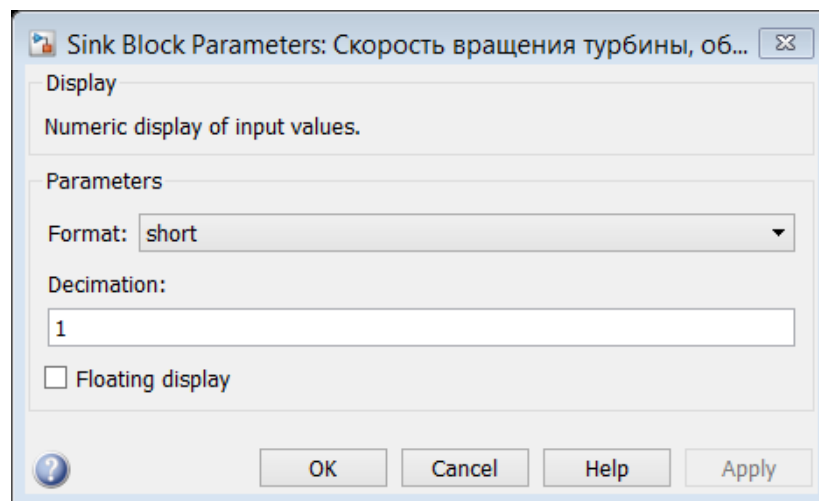 Sink Block Parameters: Скорость вращения турбины, об...
Display
Numeric display of input values.
Parameters
Format: short
Decimation:
1
Floating display
OK Cancel Help Apply